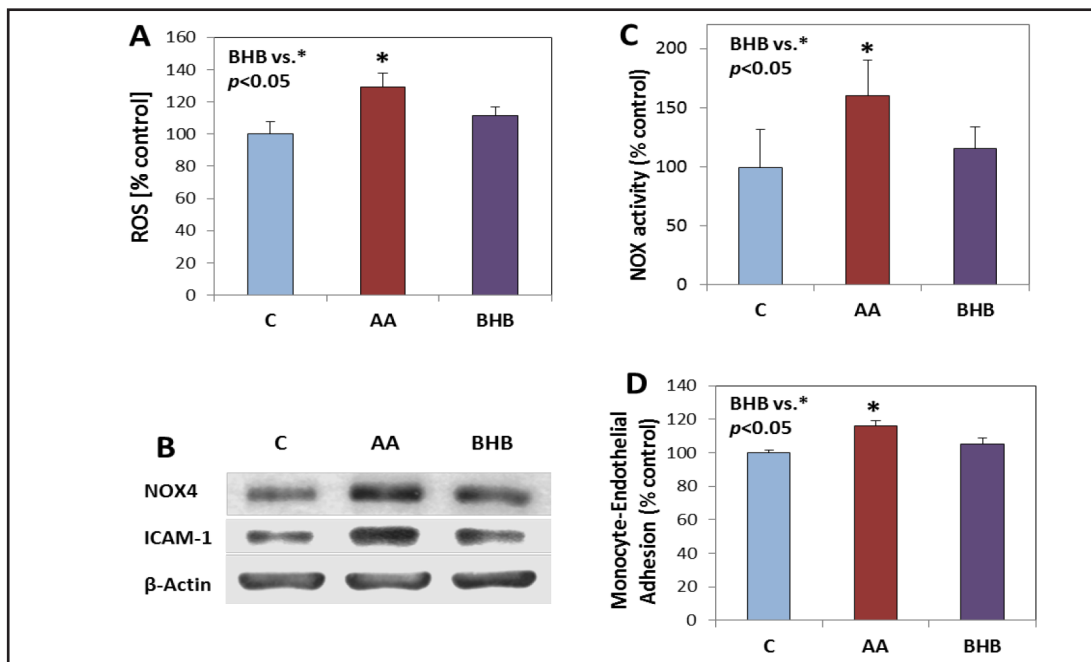 A
ROS [% control]
160
140
120
100
80
60
40
20
0
BHB vs.*
p<0.05
*
C
AA
BHB
C
NOX activity (% control)
200
150
100
50
0
BHB vs.*
p<0.05
*
C
AA
BHB
B
C
AA
BHB
NOX4
ICAM-1
β-Actin
D
Monocyte-Endothelial
Adhesion (% control)
140
120
100
80
60
40
20
0
BHB vs.*
p<0.05
*
C
AA
BHB